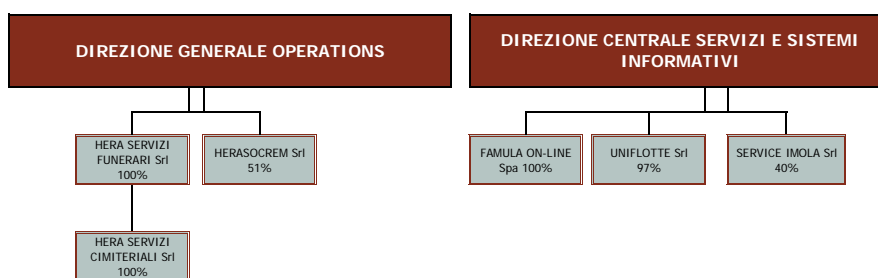 DIREZIONE GENERALE OPERATIONS
DIREZIONE CENTRALE SERVIZI E SISTEMI
INFORMATIVI
HERA SERVIZI
FUNERARI Srl
100%
HERASOCREM Srl
51%
FAMULA ON-LINE
Spa 100%
UNIFLOTTE Srl
97%
SERVICE IMOLA Srl
40%
HERA SERVIZI
CIMITERIALI Srl
100%